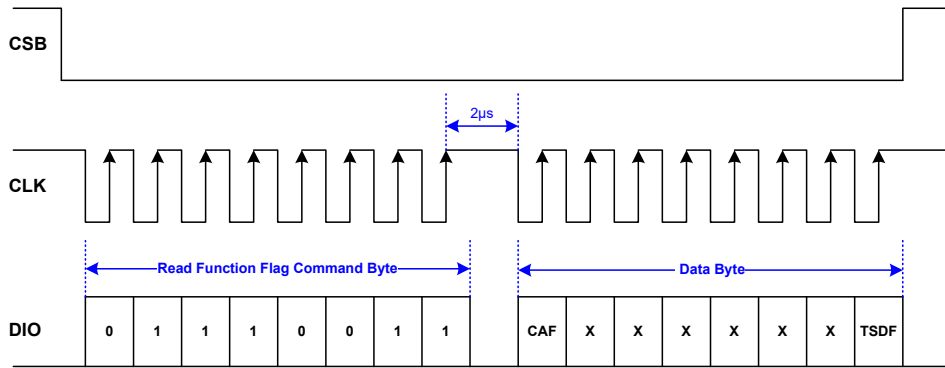 CSB
2µs
CLK
Read Function Flag Command Byte
Data Byte
DIO
0 1 1 1 0 0 1 1 CAF X X X X X X TSDF